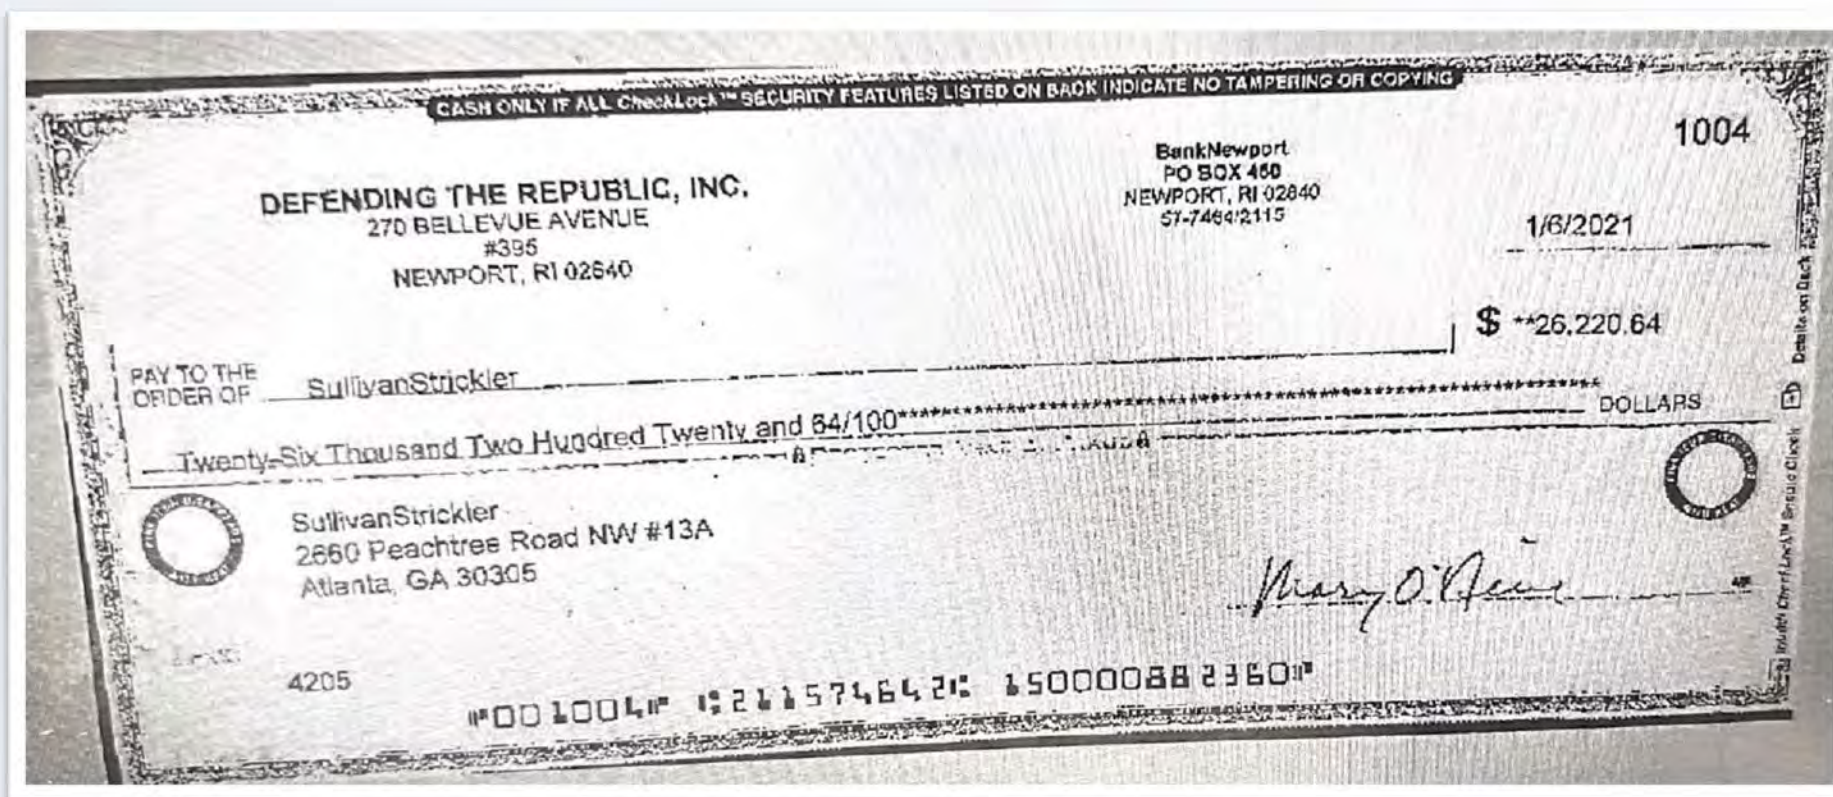 CASH ONLY IF ALL CheckLock™ SECURITY FEATURES LISTED ON BACK INDICATE NO TAMPERING OR COPYING
1004
DEFENDING THE REPUBLIC, INC.
270 BELLEVUE AVENUE
#395
NEWPORT, RI 02840
BankNewport
PO BOX 450
NEWPORT, RI 02840
57-7464/2115
1/6/2021
$ **26,220.64
PAY TO THE
ORDER OF
SullivanStrickler
Twenty-Six Thousand Two Hundred Twenty and 64/100******************************
DOLLARS
SullivanStrickler
2660 Peachtree Road NW #13A
Atlanta, GA 30305
Mary O'
4205
⑈001004⑈ ⑆211574642⑆ 150000882360⑈
Details on Back